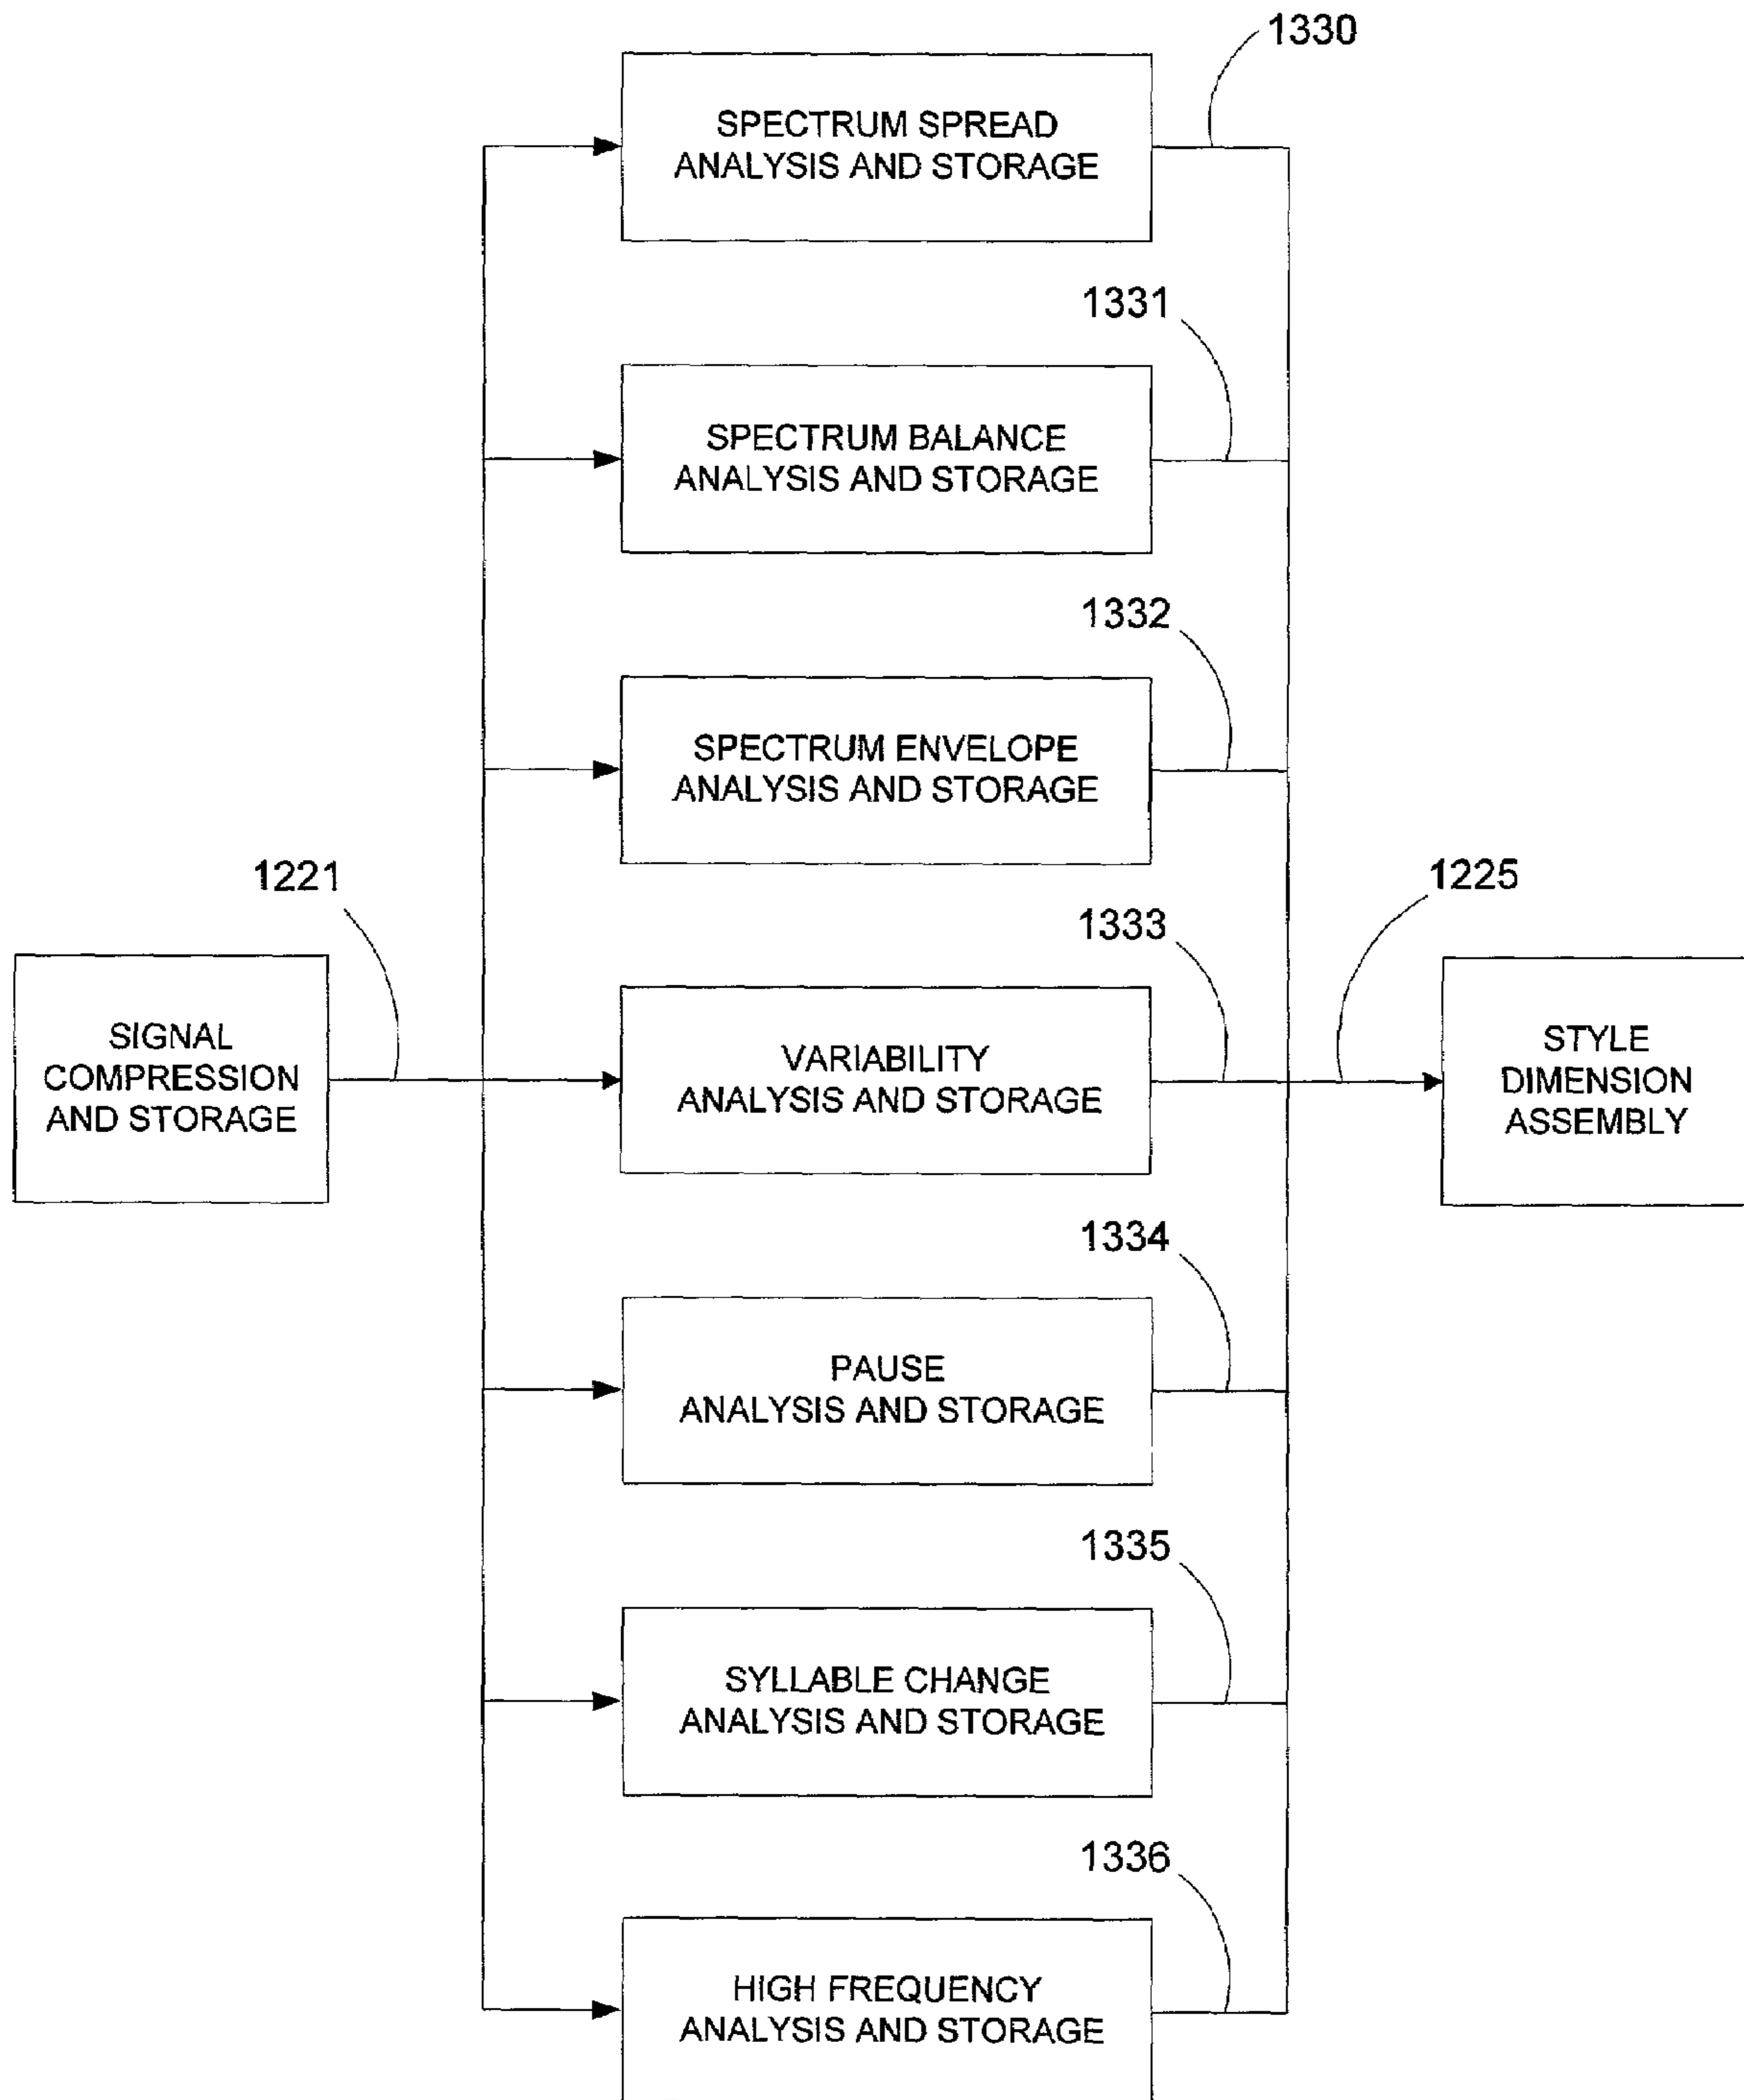 1330
SPECTRUM SPREAD
ANALYSIS AND STORAGE
1331
SPECTRUM BALANCE
ANALYSIS AND STORAGE
1332
SPECTRUM ENVELOPE
ANALYSIS AND STORAGE
1221
1333
1225
SIGNAL
COMPRESSION
AND STORAGE
VARIABILITY
ANALYSIS AND STORAGE
STYLE
DIMENSION
ASSEMBLY
1334
PAUSE
ANALYSIS AND STORAGE
1335
SYLLABLE CHANGE
ANALYSIS AND STORAGE
1336
HIGH FREQUENCY
ANALYSIS AND STORAGE